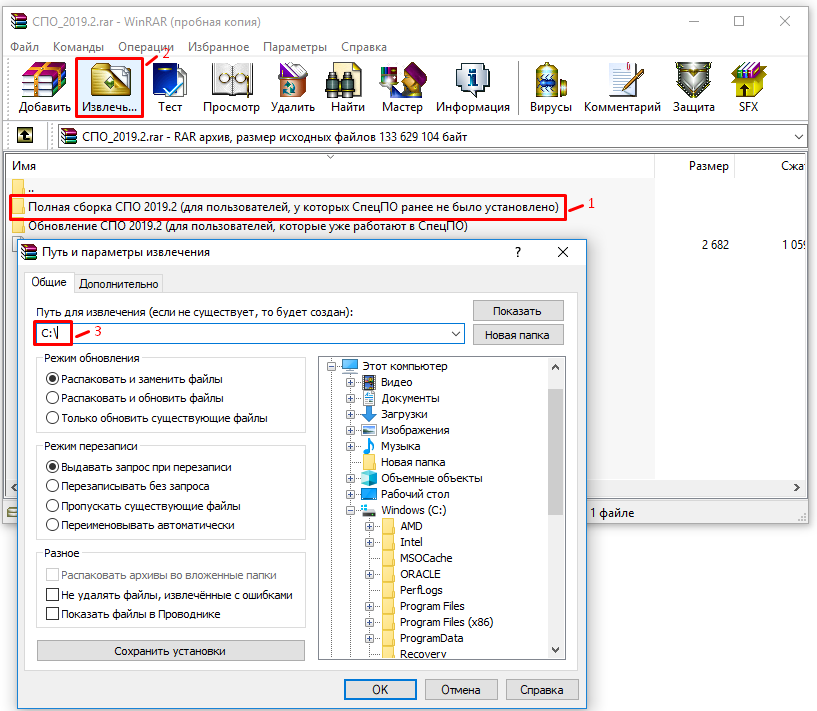 СПО_2019.2.rar - WinRAR (пробная копия)
Файл Команды Операции Избранное Параметры Справка
2
Добавить Извлечь... Тест Просмотр Удалить Найти Мастер Информация Вирусы Комментарий Защита SFX
СПО_2019.2.rar - RAR архив, размер исходных файлов 133 629 104 байт
Имя Размер Сжат
..
Полная сборка СПО 2019.2 (для пользователей, у которых СпецПО ранее не было установлено) 1
Обновление СПО 2019.2 (для пользователей, которые уже работают в СпецПО)
2 682 1 059
Путь и параметры извлечения ?
Общие Дополнительно
Путь для извлечения (если не существует, то будет создан): Показать
C:\ 3 Новая папка
Режим обновления
Распаковать и заменить файлы
Распаковать и обновить файлы
Только обновить существующие файлы
Режим перезаписи
Выдавать запрос при перезаписи
Перезаписывать без запроса
Пропускать существующие файлы
Переименовывать автоматически
Разное
Распаковать архивы во вложенные папки
Не удалять файлы, извлечённые с ошибками
Показать файлы в Проводнике
Сохранить установки
Этот компьютер
Видео
Документы
Загрузки
Изображения
Музыка
Новая папка
Объемные объекты
Рабочий стол
Windows (C:)
AMD
Intel
MSOCache
ORACLE
PerfLogs
Program Files
Program Files (x86)
ProgramData
Recovery
1 файле
OK Отмена Справка